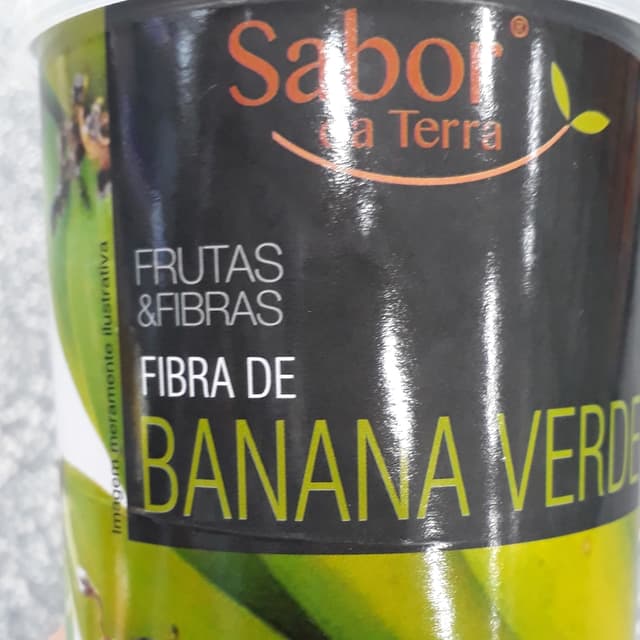 Sabor®
da Terra
FRUTAS
&FIBRAS
FIBRA DE
BANANA VERDE
Imagem meramente ilustrativa